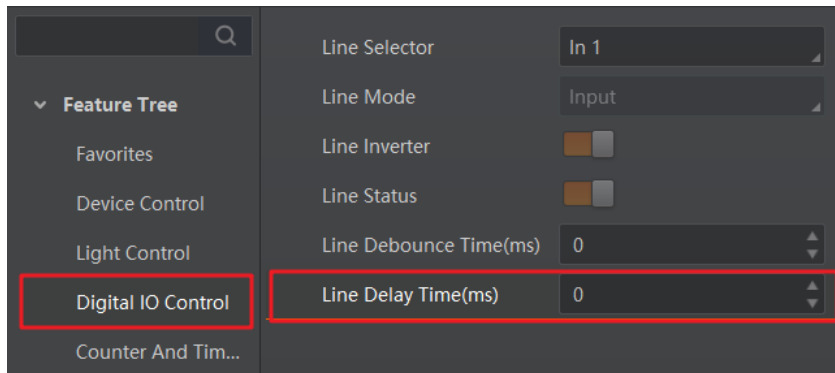 Line Selector In 1
Feature Tree Line Mode Input
Favorites Line Inverter
Device Control Line Status
Light Control Line Debounce Time(ms) 0
Digital IO Control Line Delay Time(ms) 0
Counter And Tim...